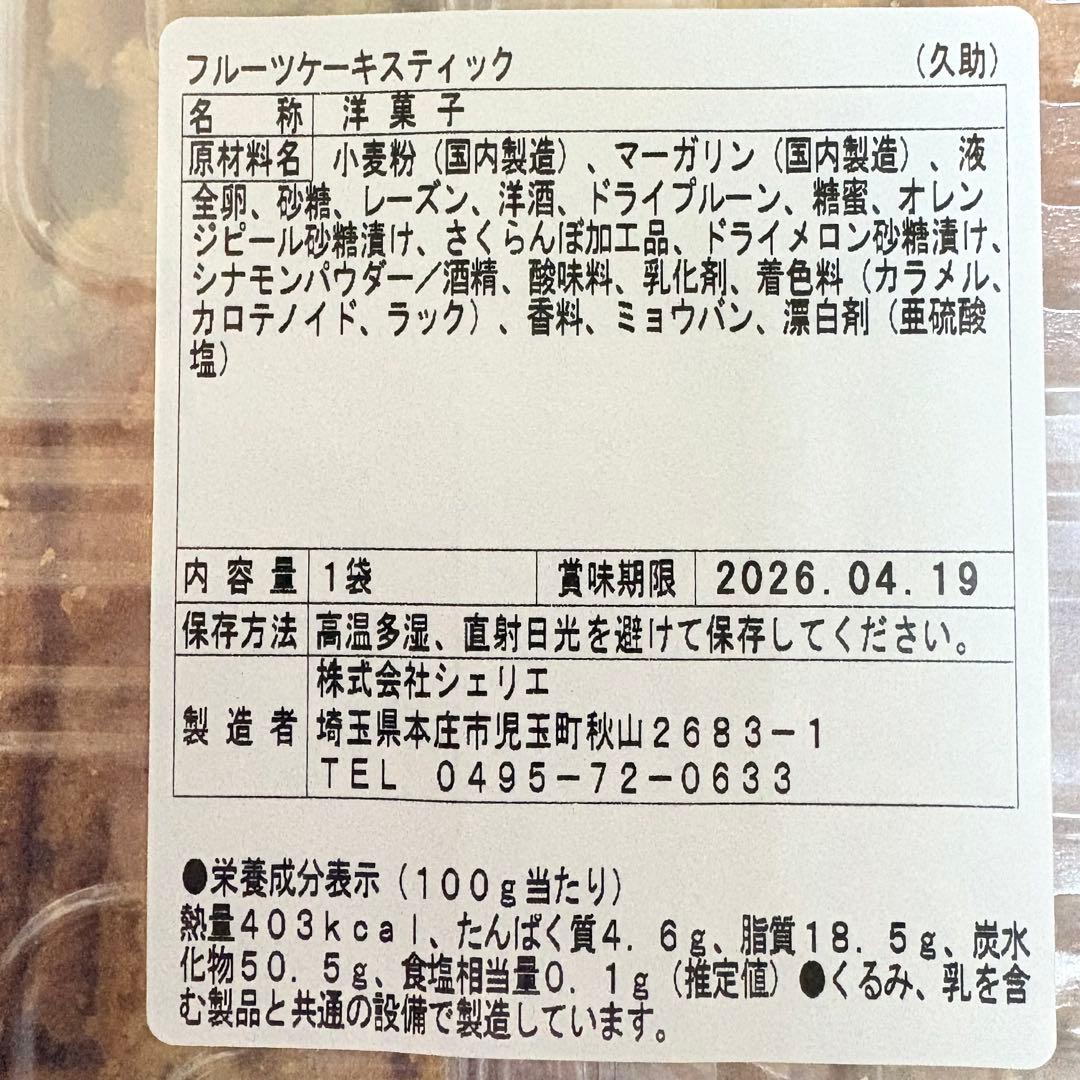 フルーツケーキスティック （久助）
名称 洋菓子
原材料名 小麦粉（国内製造）、マーガリン（国内製造）、液
全卵、砂糖、レーズン、洋酒、ドライプルーン、糖蜜、オレン
ジピール砂糖漬け、さくらんぼ加工品、ドライメロン砂糖漬け、
シナモンパウダー／酒精、酸味料、乳化剤、着色料（カラメル、
カロテノイド、ラック）、香料、ミョウバン、漂白剤（亜硫酸
塩）
内容量 1袋 賞味期限 2026.04.19
保存方法 高温多湿、直射日光を避けて保存してください。
株式会社シェリエ
製造者 埼玉県本庄市児玉町秋山2683-1
TEL 0495-72-0633
●栄養成分表示（100g当たり）
熱量403kcal、たんぱく質4.6g、脂質18.5g、炭水
化物50.5g、食塩相当量0.1g（推定値）●くるみ、乳を含
む製品と共通の設備で製造しています。